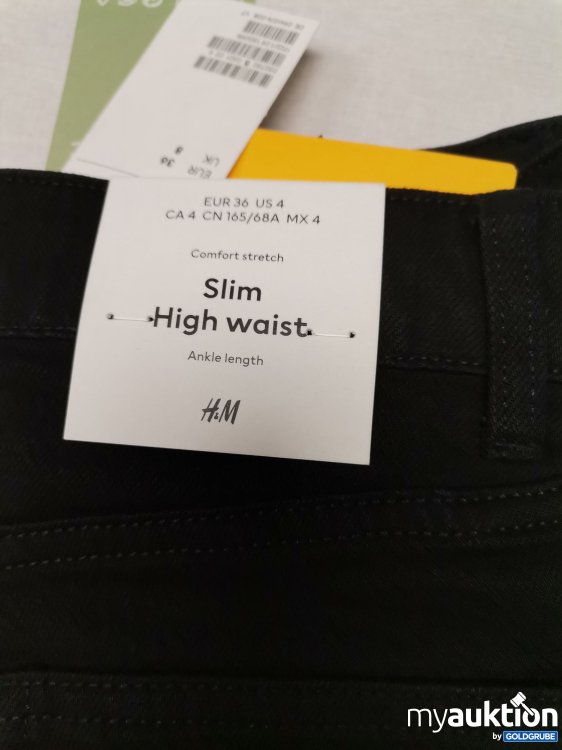 EUR 36
UK 8
EUR 36 US 4
CA 4 CN 165/68A MX 4
Comfort stretch
Slim
High waist
Ankle length
H&M
myauktion
by GOLDGRUBE